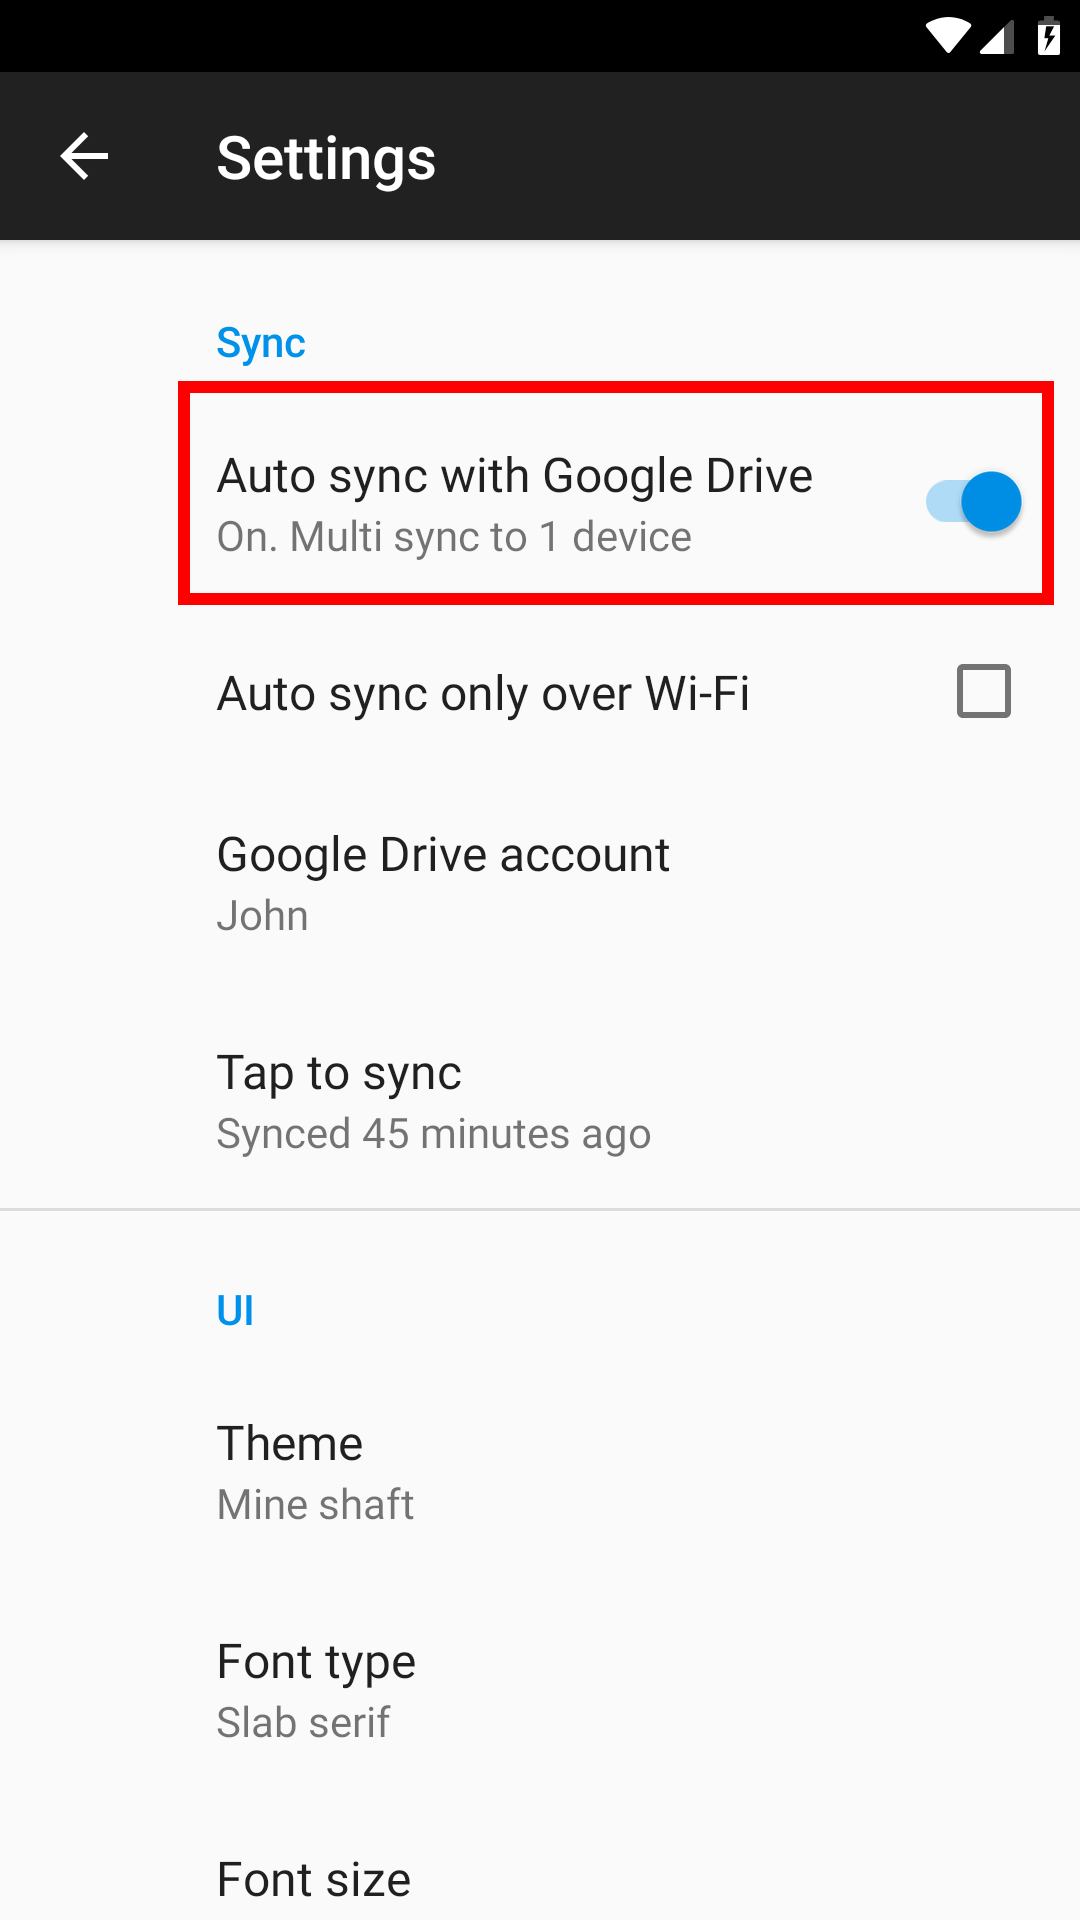 Settings
Sync
Auto sync with Google Drive
On. Multi sync to 1 device
Auto sync only over Wi-Fi
Google Drive account
John
Tap to sync
Synced 45 minutes ago
UI
Theme
Mine shaft
Font type
Slab serif
Font size